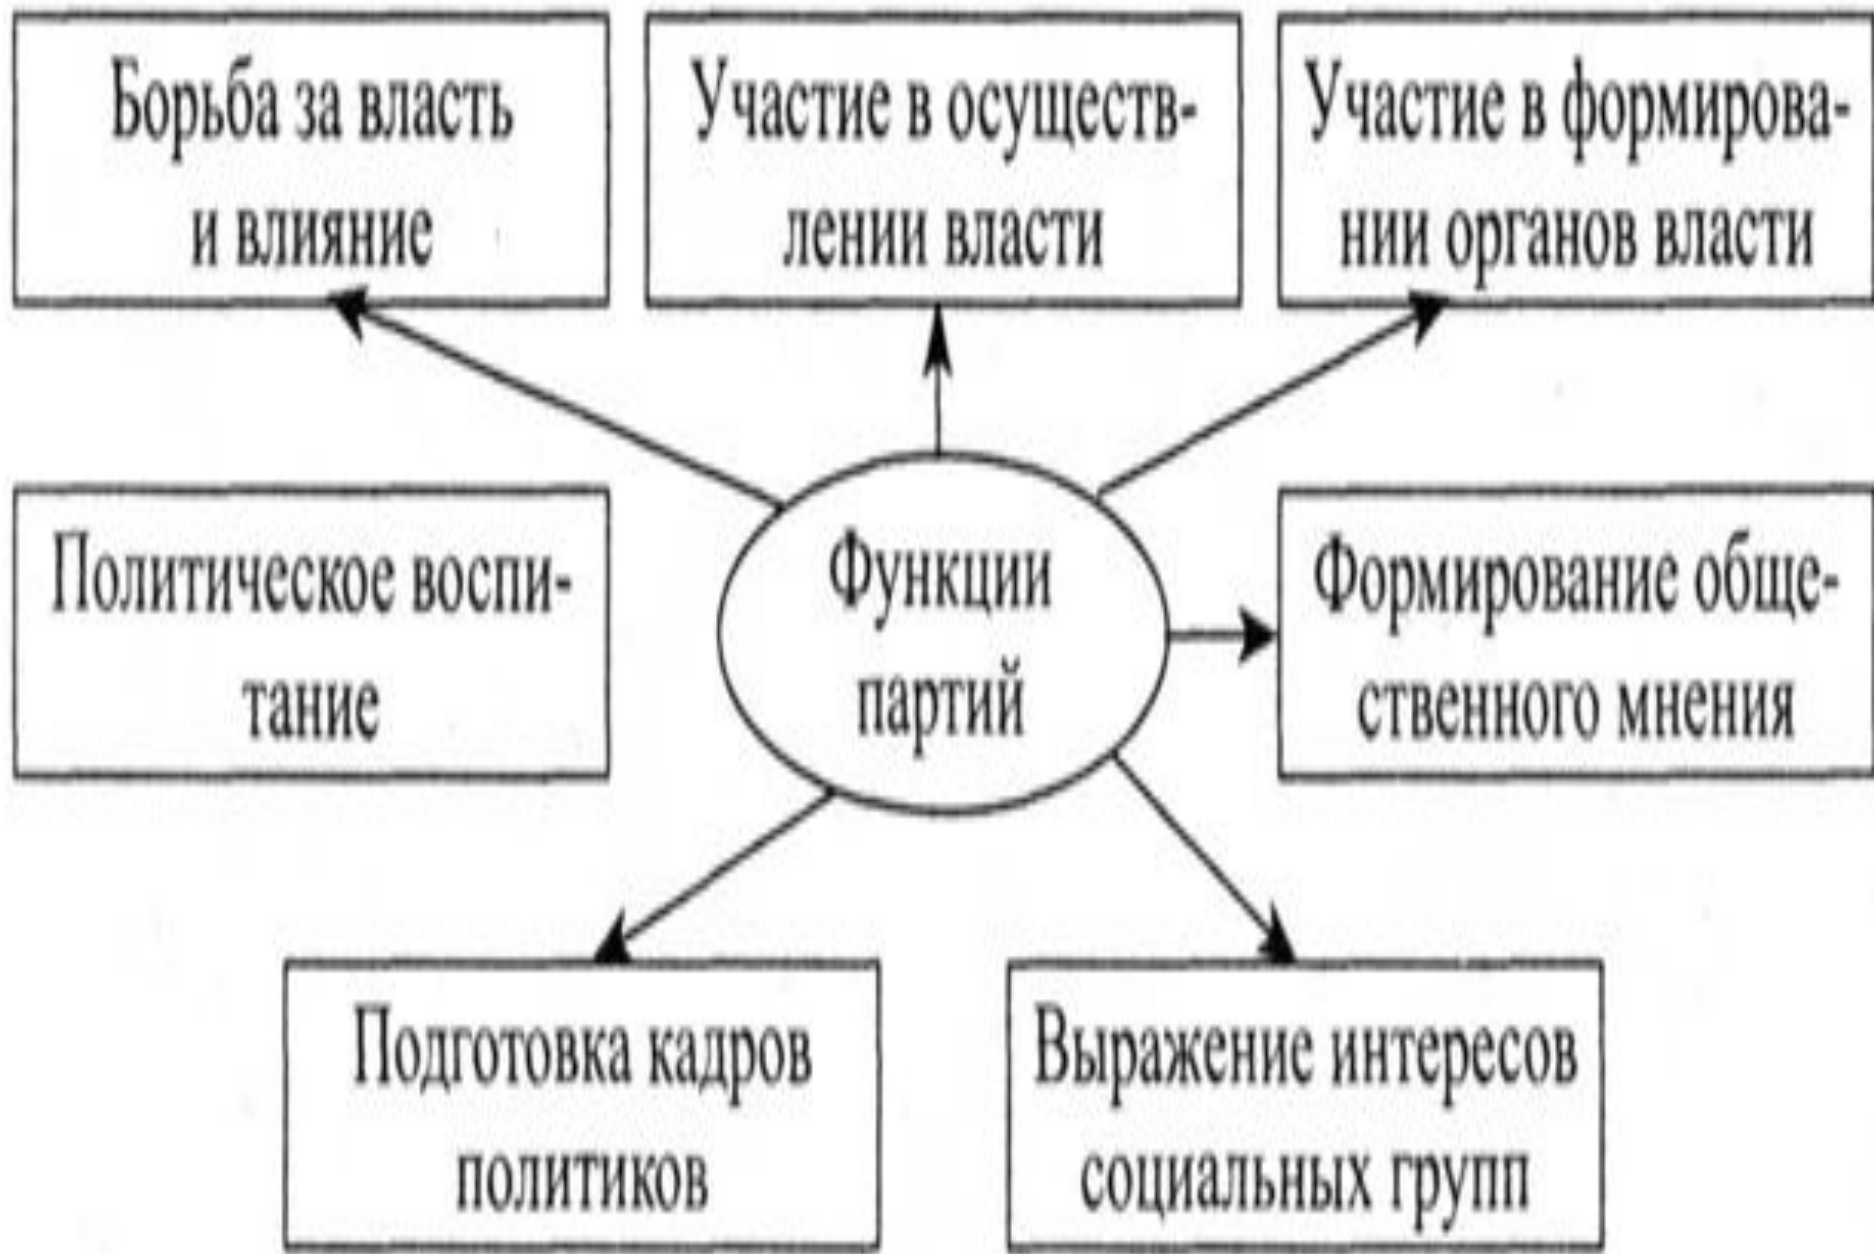 Борьба за власть
и влияние
Участие в осуществ-
лении власти
Участие в формирова-
нии органов власти
Политическое воспи-
тание
Функции
партий
Формирование обще-
ственного мнения
Подготовка кадров
политиков
Выражение интересов
социальных групп